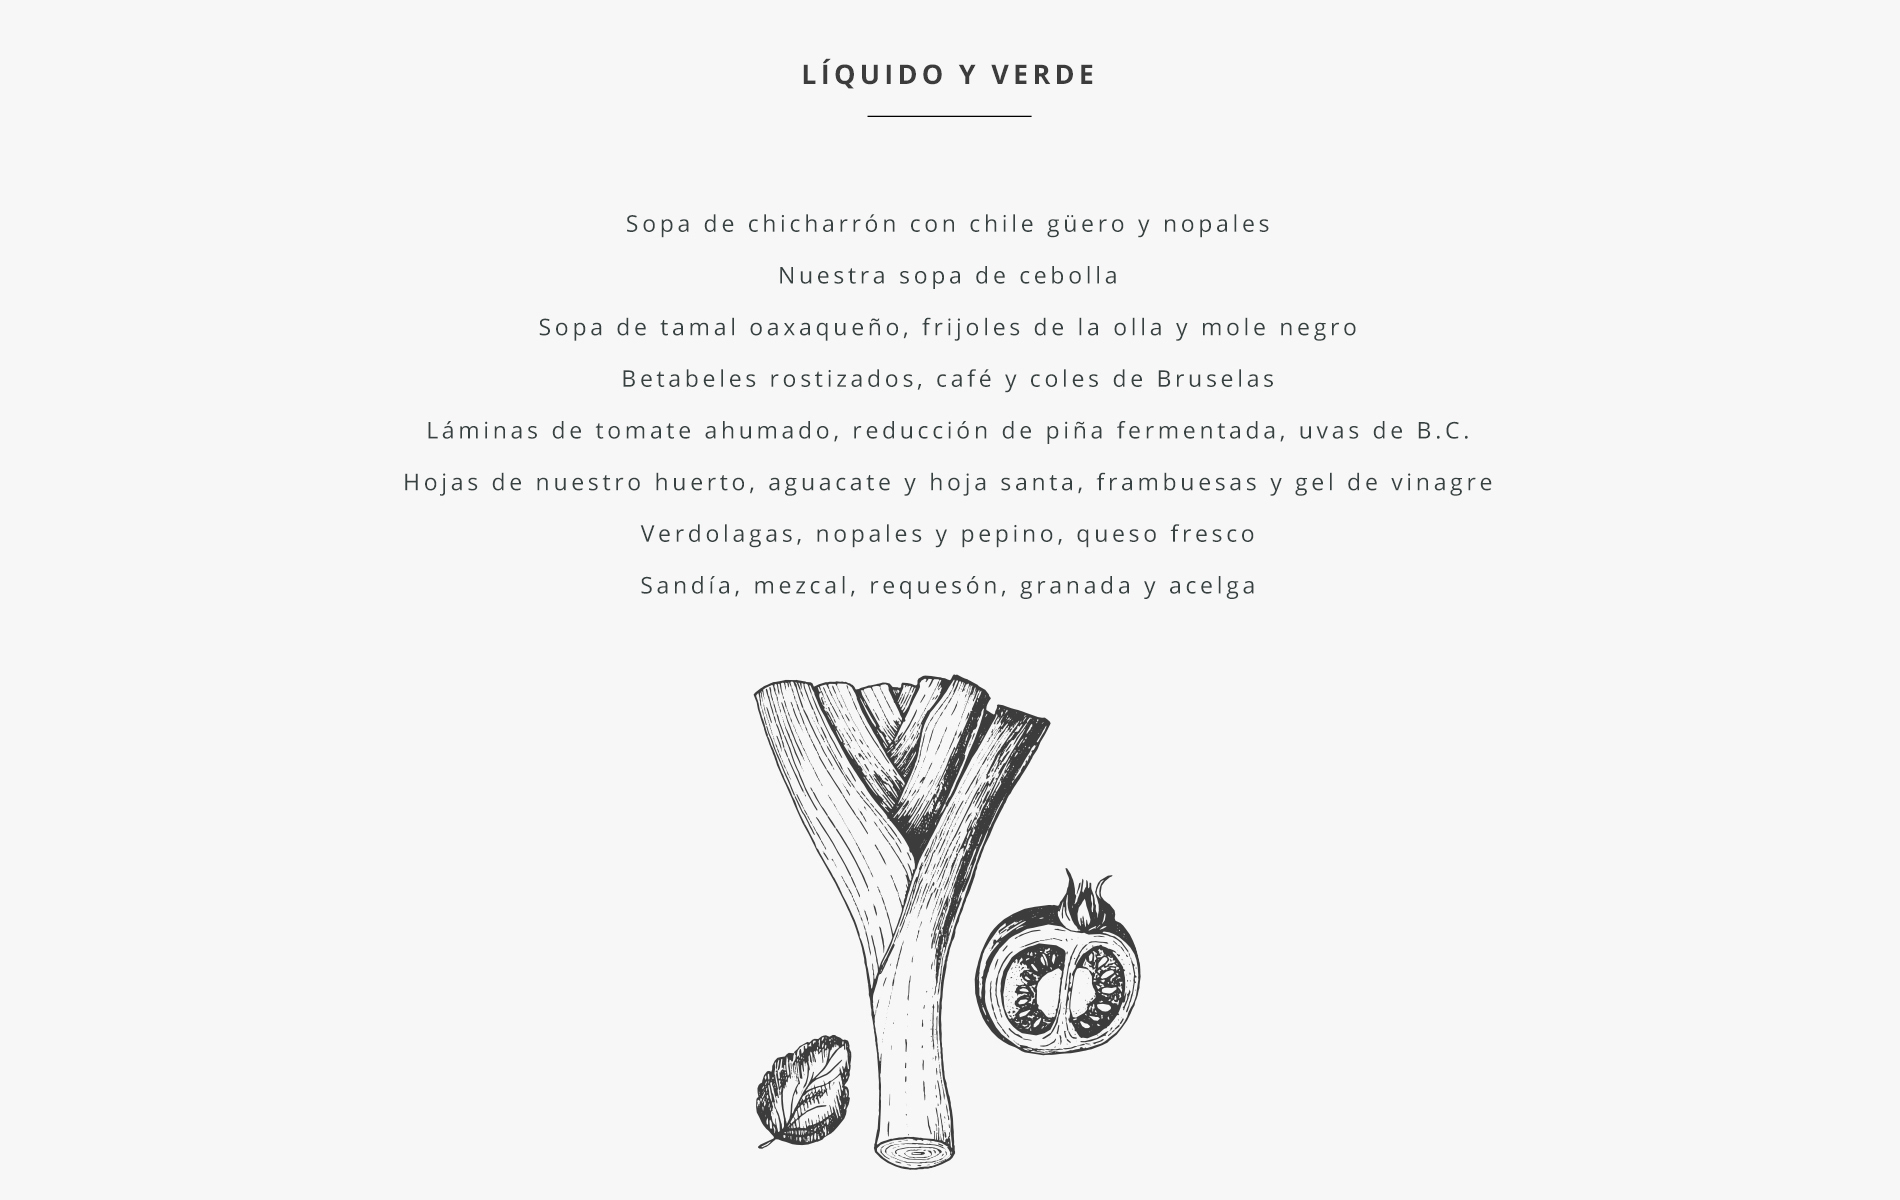 LÍQUIDO Y VERDE
Sopa de chicharrón con chile güero y nopales
Nuestra sopa de cebolla
Sopa de tamal oaxaqueño, frijoles de la olla y mole negro
Betabeles rostizados, café y coles de Bruselas
Láminas de tomate ahumado, reducción de piña fermentada, uvas de B.C.
Hojas de nuestro huerto, aguacate y hoja santa, frambuesas y gel de vinagre
Verdolagas, nopales y pepino, queso fresco
Sandía, mezcal, requesón, granada y acelga